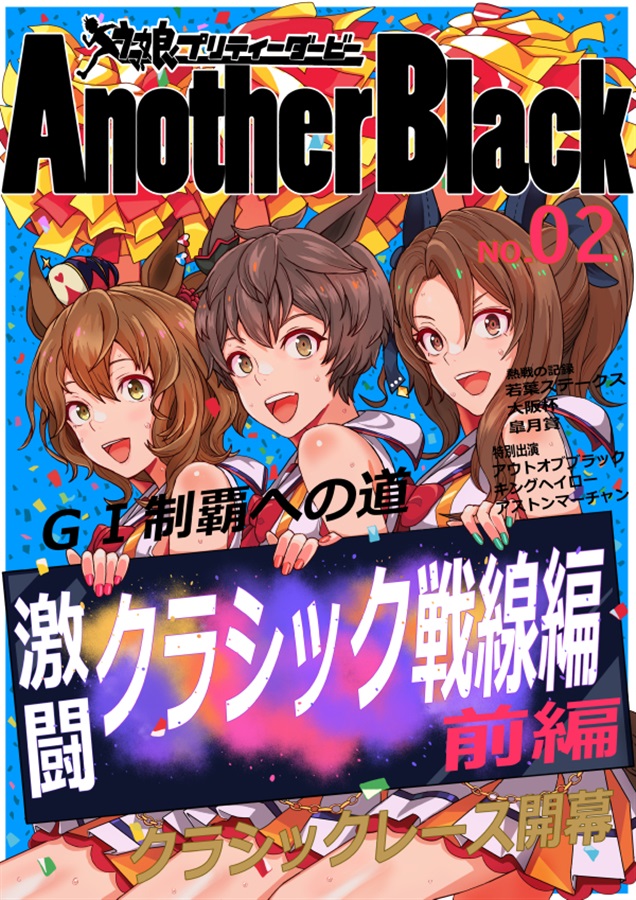 ウマ娘プリティーダービー
AnotherBlack
NO.02
熱戦の記録
若葉ステークス
大阪杯
皐月賞
特別出演
アウトオブブラック
キングヘイロー
アストンマーチャン
GⅠ制覇への道
激闘
クラシック戦線編
前編
クラシックレース開幕